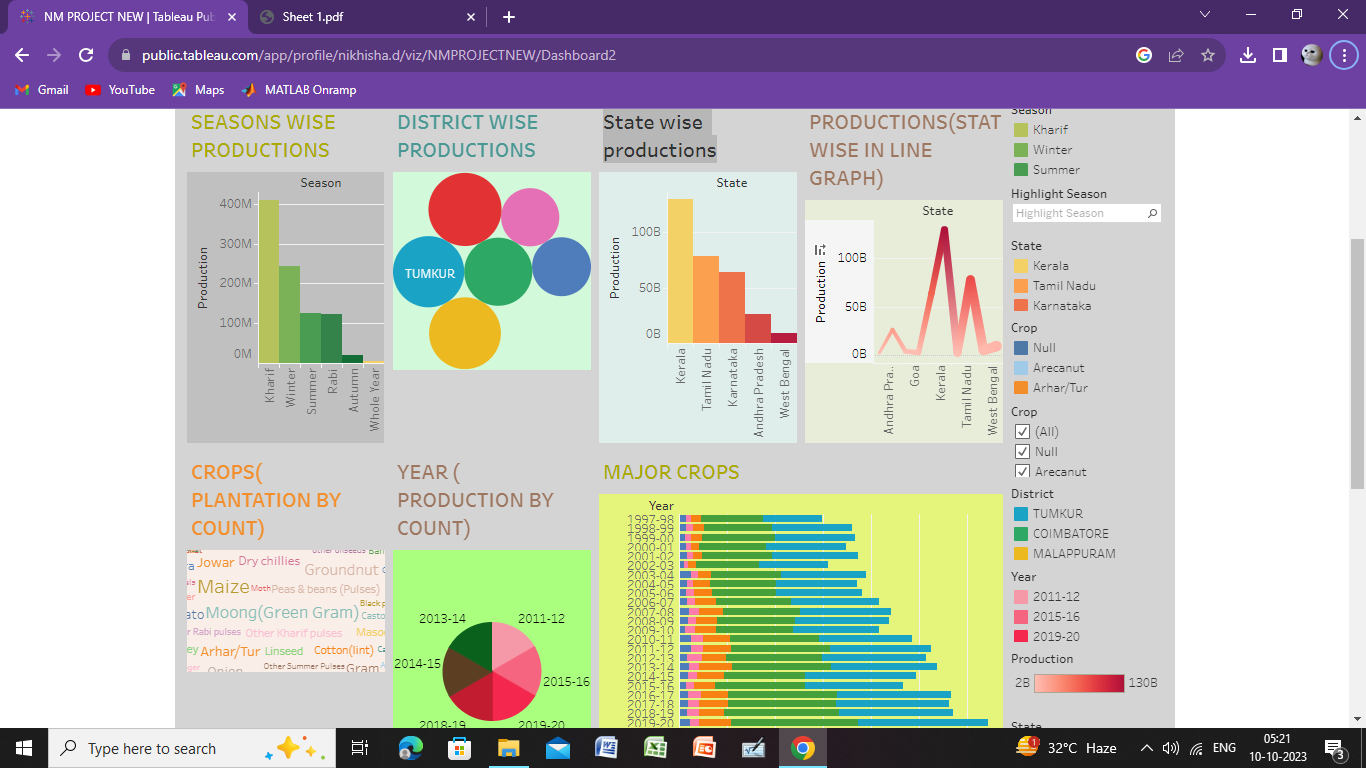 NM PROJECT NEW | Tableau Pub
Sheet 1.pdf
public.tableau.com/app/profile/nikhisha.d/viz/NMPROJECTNEW/Dashboard2
Gmail
YouTube
Maps
MATLAB Onramp
SEASONS WISE
PRODUCTIONS
Season
400M
300M
200M
100M
0M
Production
Kharif
Winter
Summer
Rabi
Autumn
Whole Year
DISTRICT WISE
PRODUCTIONS
TUMKUR
State wise
productions
State
100B
50B
0B
Production
Kerala
Tamil Nadu
Karnataka
Andhra Pradesh
West Bengal
PRODUCTIONS(STAT
WISE IN LINE
GRAPH)
State
100B
50B
0B
Production
Andhra Pra..
Goa
Kerala
Tamil Nadu
West Bengal
Season
Kharif
Winter
Summer
Highlight Season
Highlight Season
State
Kerala
Tamil Nadu
Karnataka
Crop
Null
Arecanut
Arhar/Tur
Crop
(All)
Null
Arecanut
District
TUMKUR
COIMBATORE
MALAPPURAM
Year
2011-12
2015-16
2019-20
Production
2B 130B
State
CROPS(
PLANTATION BY
COUNT)
other oilseeds
Jowar Dry chillies
Groundnut
Maize Moth Peas & beans (Pulses)
Black p
Moong(Green Gram) Casto
Rabi pulses Other Kharif pulses Masoo
Arhar/Tur Linseed Cotton(lint)
Onion Other Summer Pulses Gram
YEAR (
PRODUCTION BY
COUNT)
2013-14
2011-12
2014-15
2015-16
2018-19
2019-20
MAJOR CROPS
Year
1997-98
1998-99
1999-00
2000-01
2001-02
2002-03
2003-04
2004-05
2005-06
2006-07
2007-08
2008-09
2009-10
2010-11
2011-12
2012-13
2013-14
2014-15
2015-16
2016-17
2017-18
2018-19
2019-20
Type here to search
1
32°C Haze
ENG
05:21
10-10-2023
3